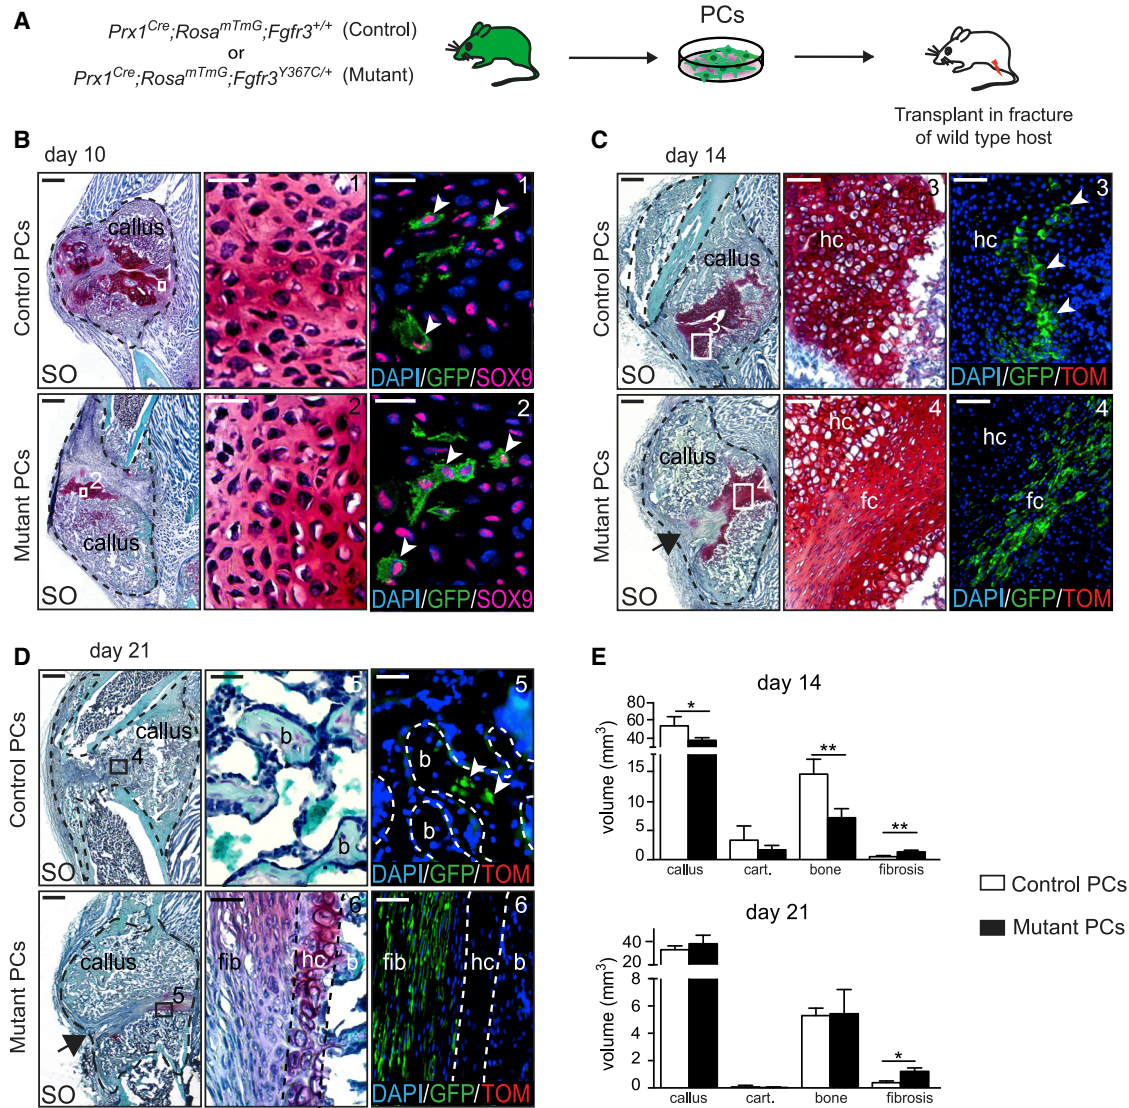 A
Prx1Cre;RosamTmG;Fgfr3+/+ (Control)
or
Prx1Cre;RosamTmG;Fgfr3Y367C/+ (Mutant)
PCs
Transplant in fracture
of wild type host
B
day 10
Control PCs
callus
SO
1
1
DAPI/GFP/SOX9
Mutant PCs
2
callus
SO
2
2
DAPI/GFP/SOX9
C
day 14
Control PCs
callus
3
SO
3
hc
3
hc
DAPI/GFP/TOM
Mutant PCs
callus
4
SO
4
hc
fc
4
hc
fc
DAPI/GFP/TOM
D
day 21
Control PCs
callus
4
SO
5
b
b
5
b
b
DAPI/GFP/TOM
Mutant PCs
callus
5
SO
6
fib
hc
b
6
fib
hc
b
DAPI/GFP/TOM
E
day 14
volume (mm3)
80
60
40
20
15
10
5
0
*
**
**
callus
cart.
bone
fibrosis
Control PCs
Mutant PCs
day 21
volume (mm3)
40
20
8
6
4
2
0
*
callus
cart.
bone
fibrosis